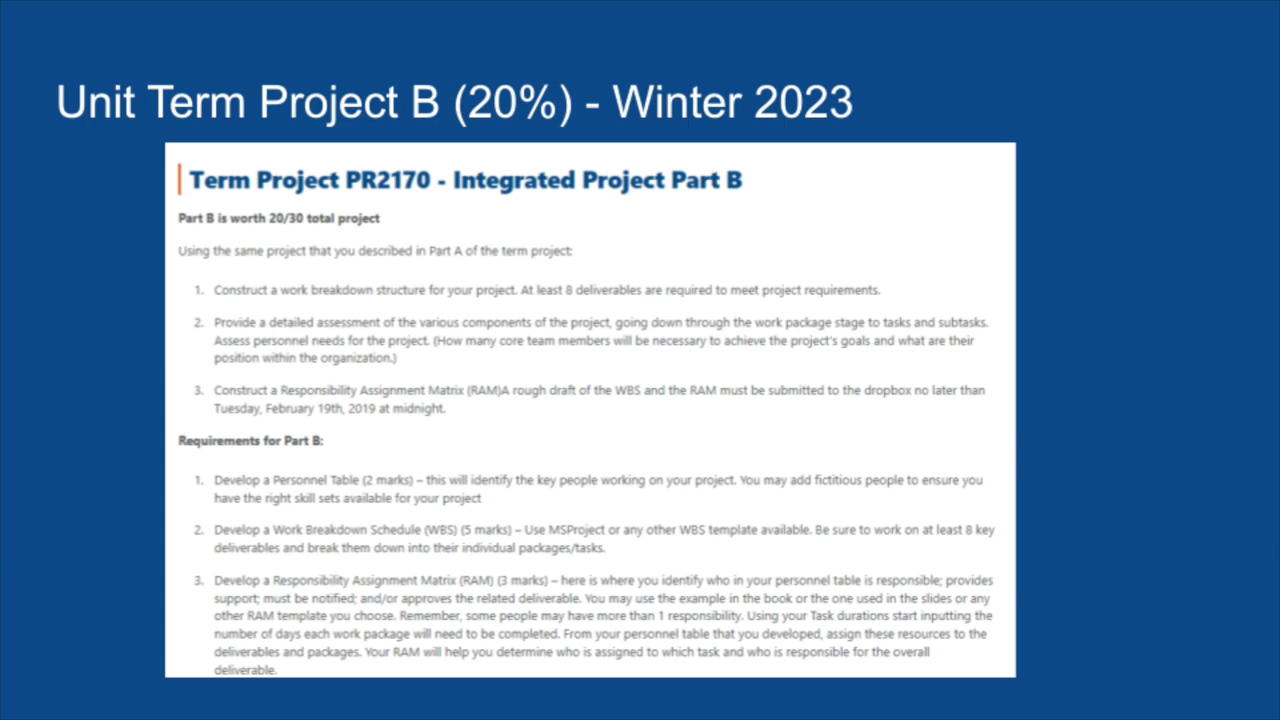 Unit Term Project B (20%) - Winter 2023
Term Project PR2170 - Integrated Project Part B
Part B is worth 20/30 total project
Using the same project that you described in Part A of the term project:
1. Construct a work breakdown structure for your project. At least 8 deliverables are required to meet project requirements.
2. Provide a detailed assessment of the various components of the project, going down through the work package stage to tasks and subtasks.
Assess personnel needs for the project. (How many core team members will be necessary to achieve the project's goals and what are their
position within the organization.)
3. Construct a Responsibility Assignment Matrix (RAM)A rough draft of the WBS and the RAM must be submitted to the dropbox no later than
Tuesday, February 19th, 2019 at midnight.
Requirements for Part B:
1. Develop a Personnel Table (2 marks) – this will identify the key people working on your project. You may add fictitious people to ensure you
have the right skill sets available for your project
2. Develop a Work Breakdown Schedule (WBS) (5 marks) – Use MSProject or any other WBS template available. Be sure to work on at least 8 key
deliverables and break them down into their individual packages/tasks.
3. Develop a Responsibility Assignment Matrix (RAM) (3 marks) – here is where you identify who in your personnel table is responsible; provides
support; must be notified; and/or approves the related deliverable. You may use the example in the book or the one used in the slides or any
other RAM template you choose. Remember, some people may have more than 1 responsibility. Using your Task durations start inputting the
number of days each work package will need to be completed. From your personnel table that you developed, assign these resources to the
deliverables and packages. Your RAM will help you determine who is assigned to which task and who is responsible for the overall
deliverable.